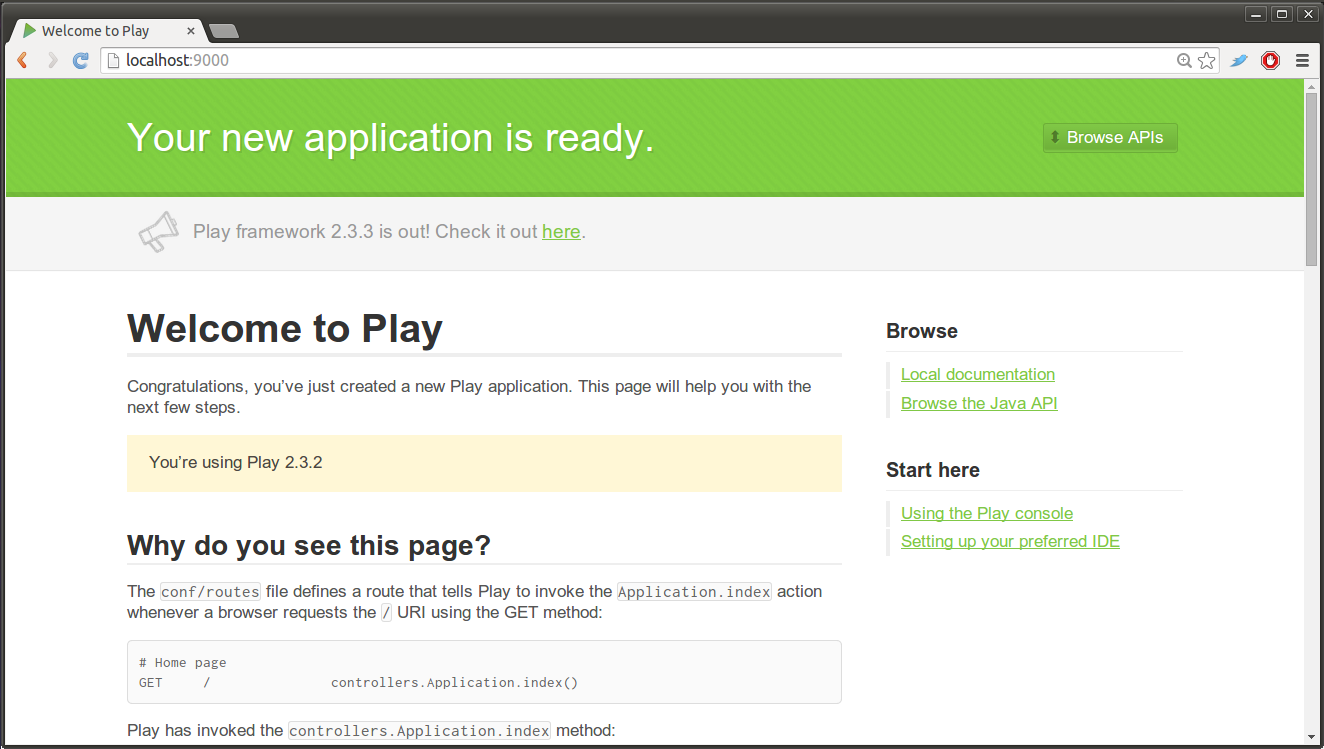 Welcome to Play
localhost:9000
Your new application is ready.
Browse APIs
Play framework 2.3.3 is out! Check it out here.
Welcome to Play
Congratulations, you’ve just created a new Play application. This page will help you with the
next few steps.
You’re using Play 2.3.2
Why do you see this page?
The conf/routes file defines a route that tells Play to invoke the Application.index action
whenever a browser requests the / URI using the GET method:
# Home page
GET     /               controllers.Application.index()
Play has invoked the controllers.Application.index method:
Browse
Local documentation
Browse the Java API
Start here
Using the Play console
Setting up your preferred IDE